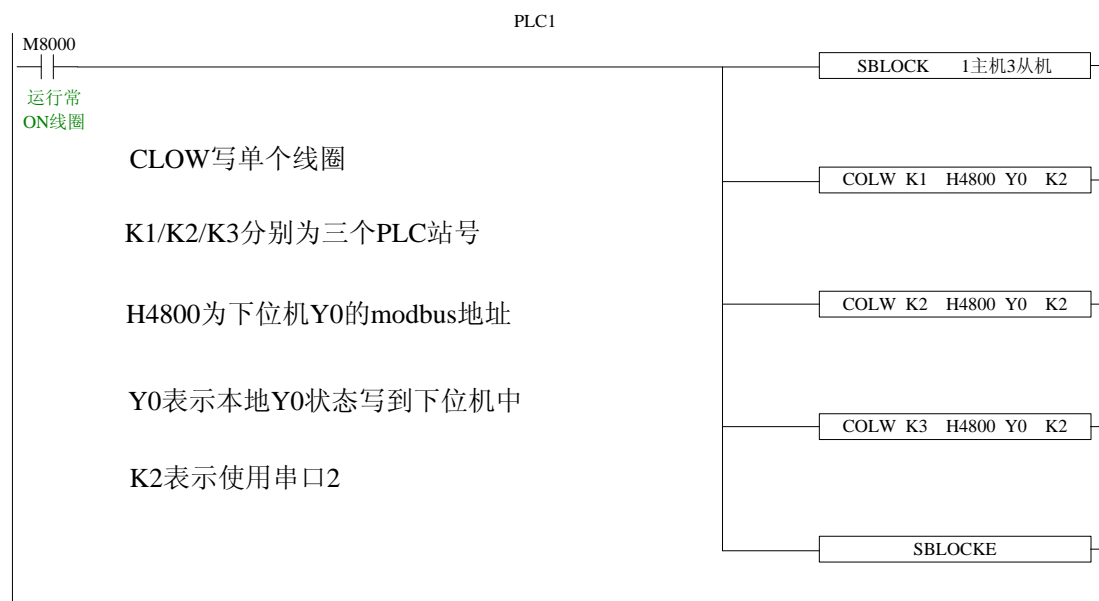 PLC1
M8000
运行常
ON线圈
SBLOCK 1主机3从机
CLOW写单个线圈
COLW K1 H4800 Y0 K2
K1/K2/K3分别为三个PLC站号
H4800为下位机Y0的modbus地址
COLW K2 H4800 Y0 K2
Y0表示本地Y0状态写到下位机中
COLW K3 H4800 Y0 K2
K2表示使用串口2
SBLOCKE